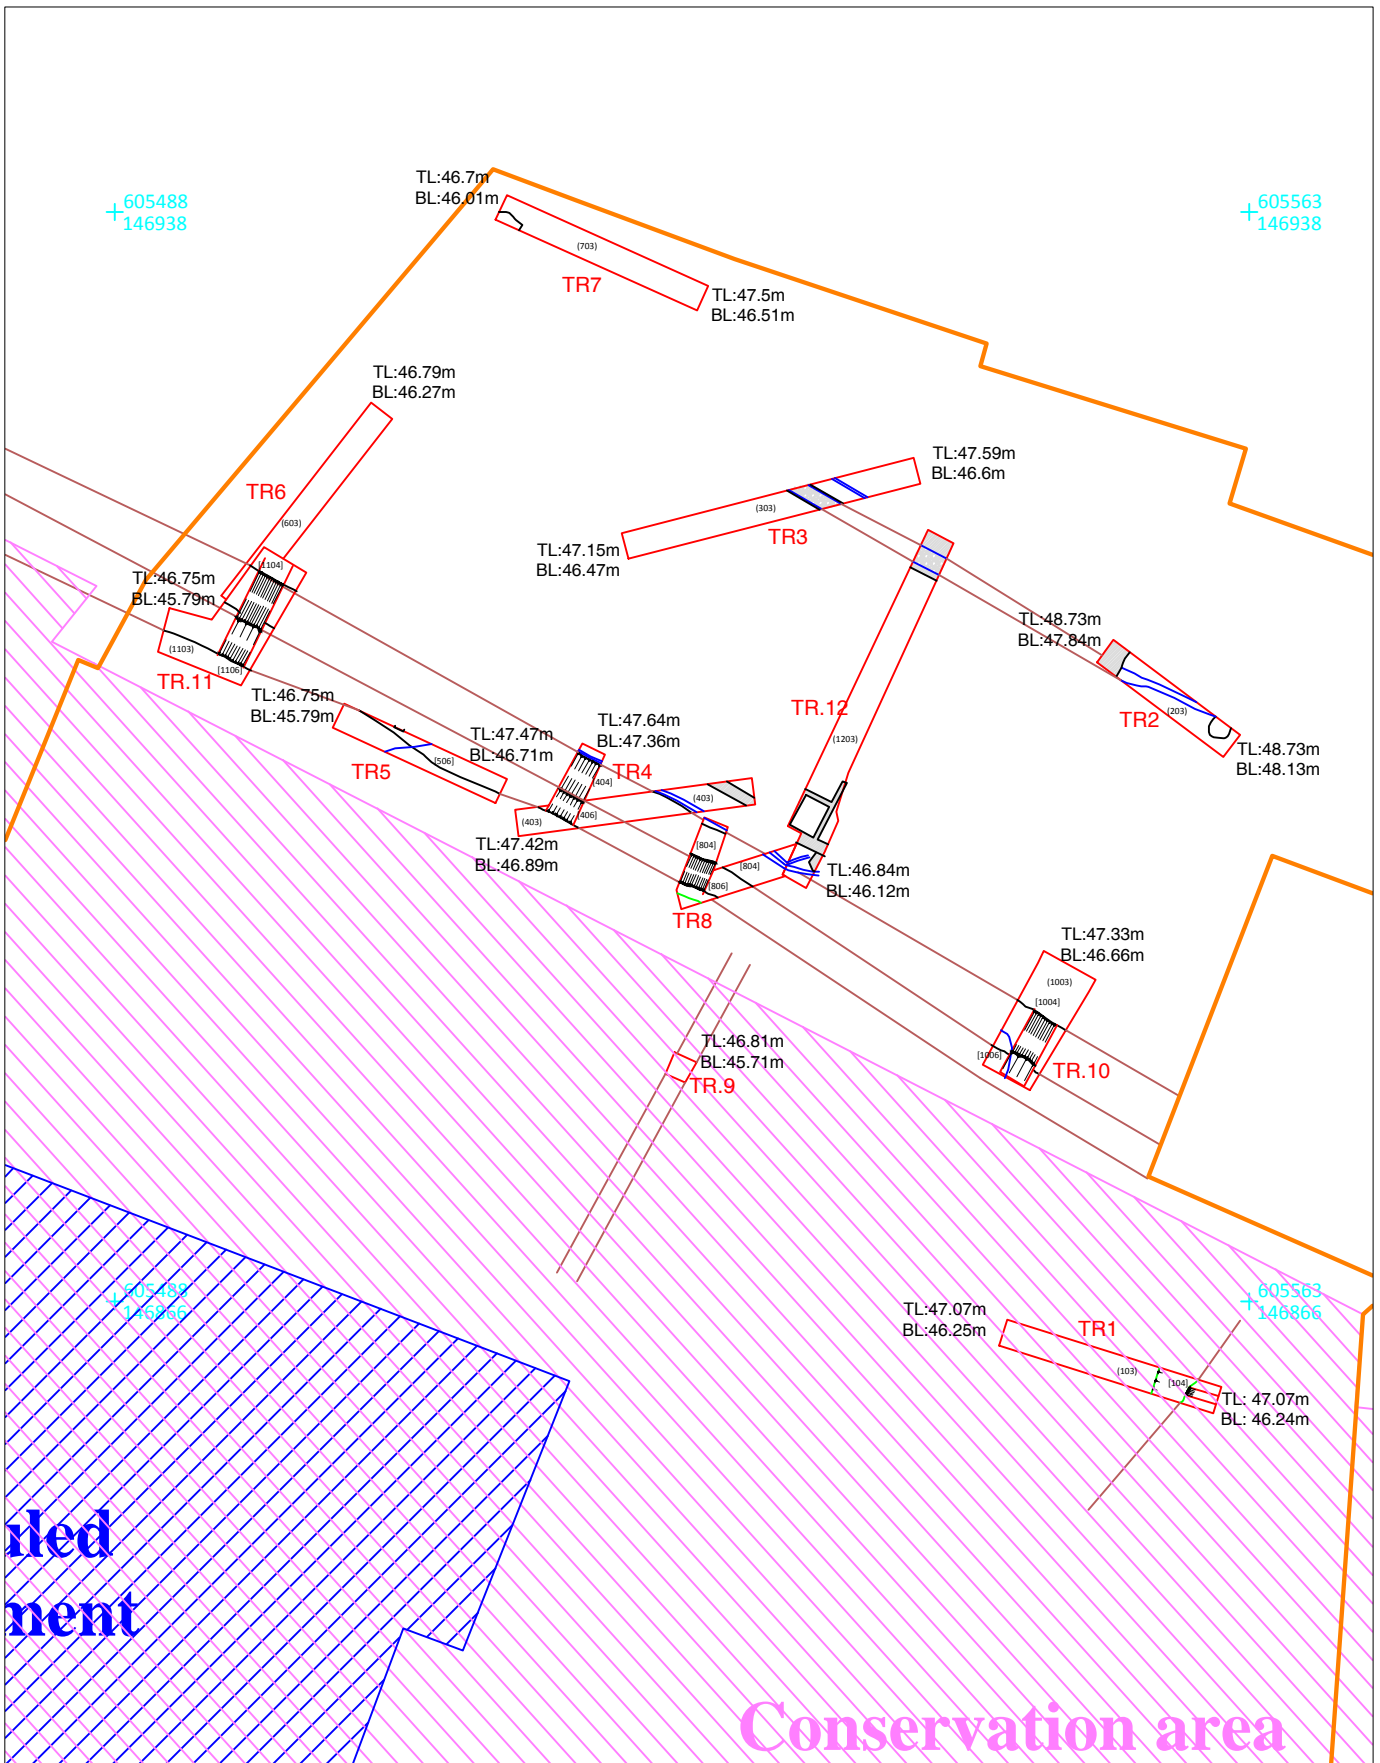 TL:46.7m
BL:46.01m
605488
146938
605563
146938
(703)
TR7
TL:47.5m
BL:46.51m
TL:46.79m
BL:46.27m
TR6
(603)
TL:47.59m
BL:46.6m
(303)
TR3
TL:47.15m
BL:46.47m
[1104]
TL:46.75m
BL:45.79m
(1103)
[1106]
TR.11
TL:48.73m
BL:47.84m
(203)
TR2
TL:48.73m
BL:48.13m
TL:46.75m
BL:45.79m
TR5
[506]
TL:47.47m
BL:46.71m
TL:47.64m
BL:47.36m
TR4
[404]
(403)
[406]
(403)
TL:47.42m
BL:46.89m
TR.12
(1203)
[804]
[804]
[806]
TR8
TL:46.84m
BL:46.12m
TL:47.33m
BL:46.66m
(1003)
[1004]
[1006]
TR.10
TL:46.81m
BL:45.71m
TR.9
605488
146866
605563
146866
TL:47.07m
BL:46.25m
TR1
(103)
[104]
TL: 47.07m
BL: 46.24m
uled
ment
Conservation area